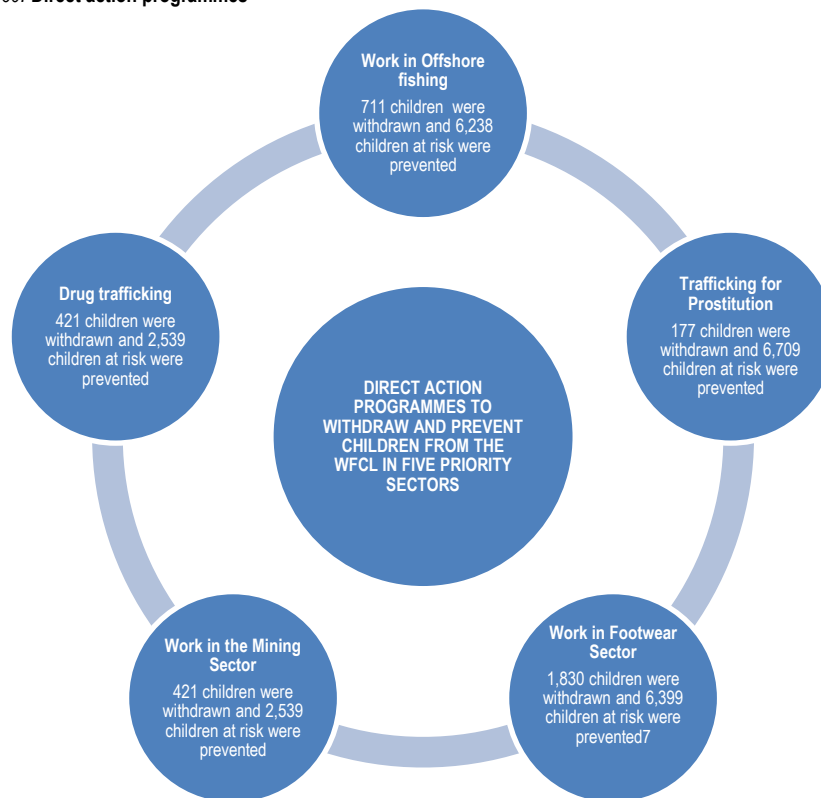 Direct action programmes
Work in Offshore
fishing
711 children were
withdrawn and 6,238
children at risk were
prevented
Trafficking for
Prostitution
177 children were
withdrawn and 6,709
children at risk were
prevented
Work in Footwear
Sector
1,830 children were
withdrawn and 6,399
children at risk were
prevented7
Work in the Mining
Sector
421 children were
withdrawn and 2,539
children at risk were
prevented
Drug trafficking
421 children were
withdrawn and 2,539
children at risk were
prevented
DIRECT ACTION
PROGRAMMES TO
WITHDRAW AND PREVENT
CHILDREN FROM THE
WFCL IN FIVE PRIORITY
SECTORS